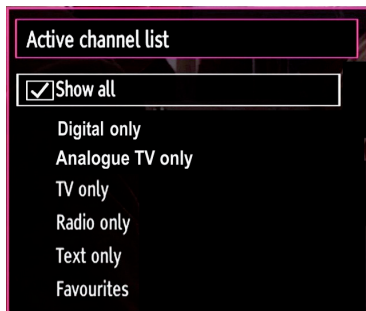 Active channel list
Show all
Digital only
Analogue TV only
TV only
Radio only
Text only
Favourites